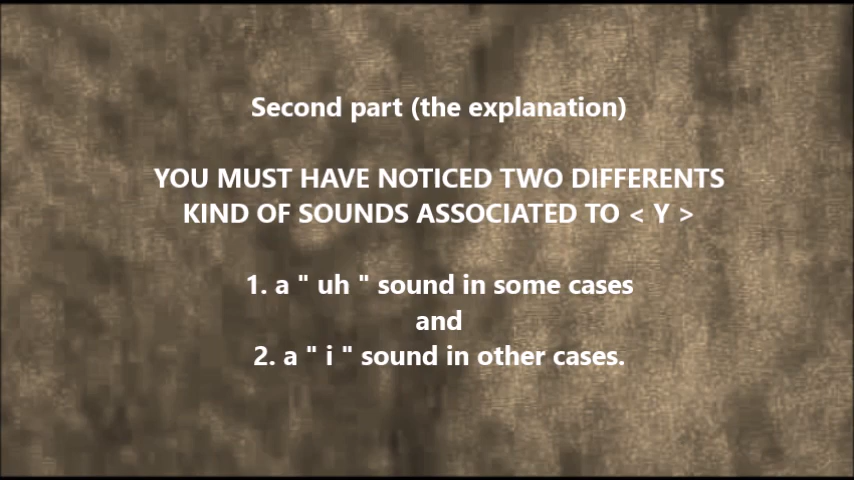 Second part (the explanation)
YOU MUST HAVE NOTICED TWO DIFFERENTS
KIND OF SOUNDS ASSOCIATED TO < Y >
1. a " uh " sound in some cases
and
2. a " i " sound in other cases.